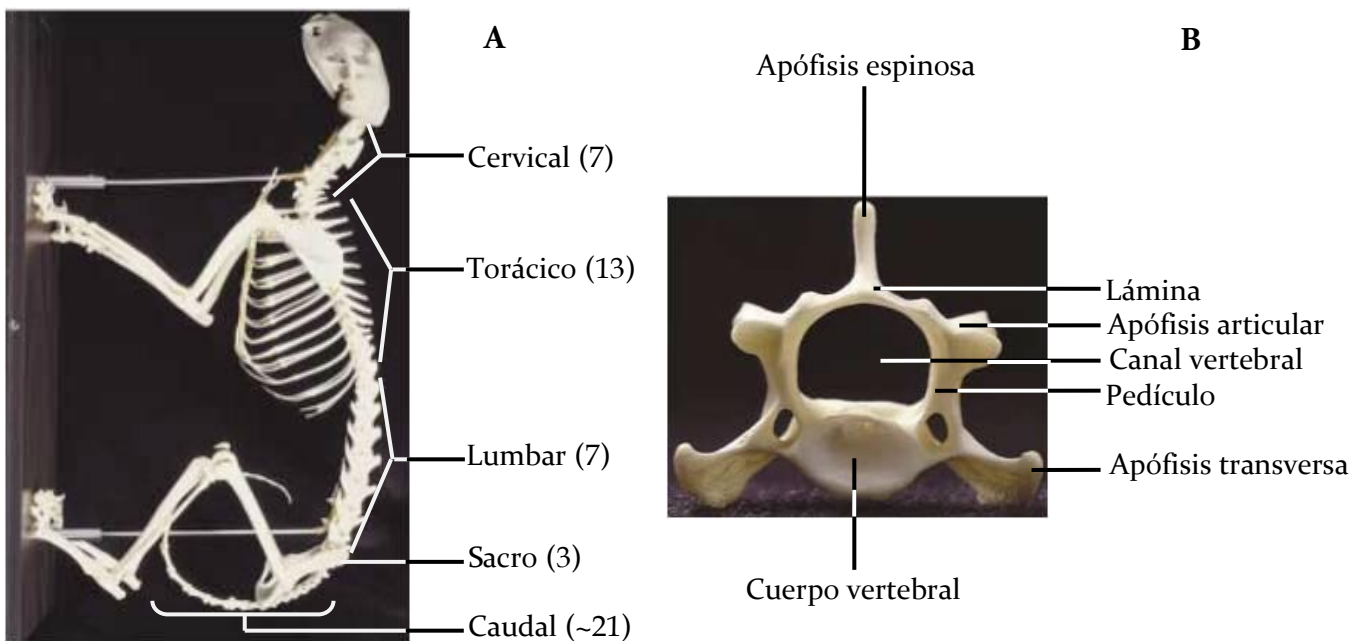 A
Cervical (7)
Torácico (13)
Lumbar (7)
Sacro (3)
Caudal (~21)
B
Apófisis espinosa
Lámina
Apófisis articular
Canal vertebral
Pedículo
Apófisis transversa
Cuerpo vertebral